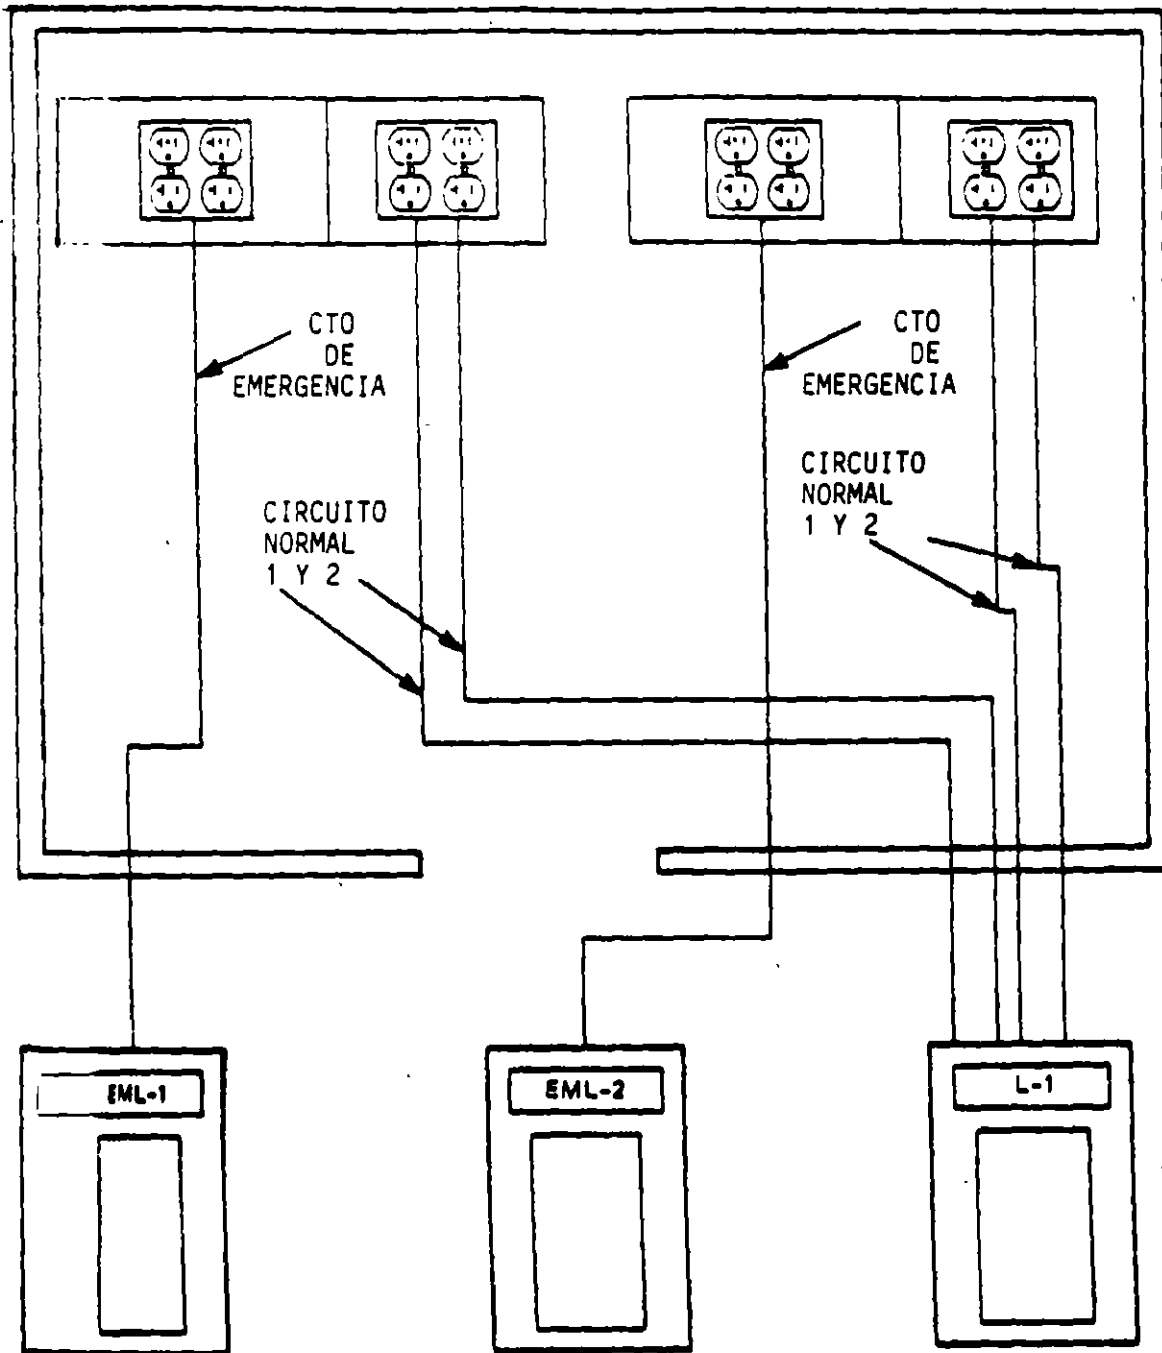 CTO
DE
EMERGENCIA
CTO
DE
EMERGENCIA
CIRCUITO
NORMAL
1 Y 2
CIRCUITO
NORMAL
1 Y 2
EML-1
EML-2
L-1